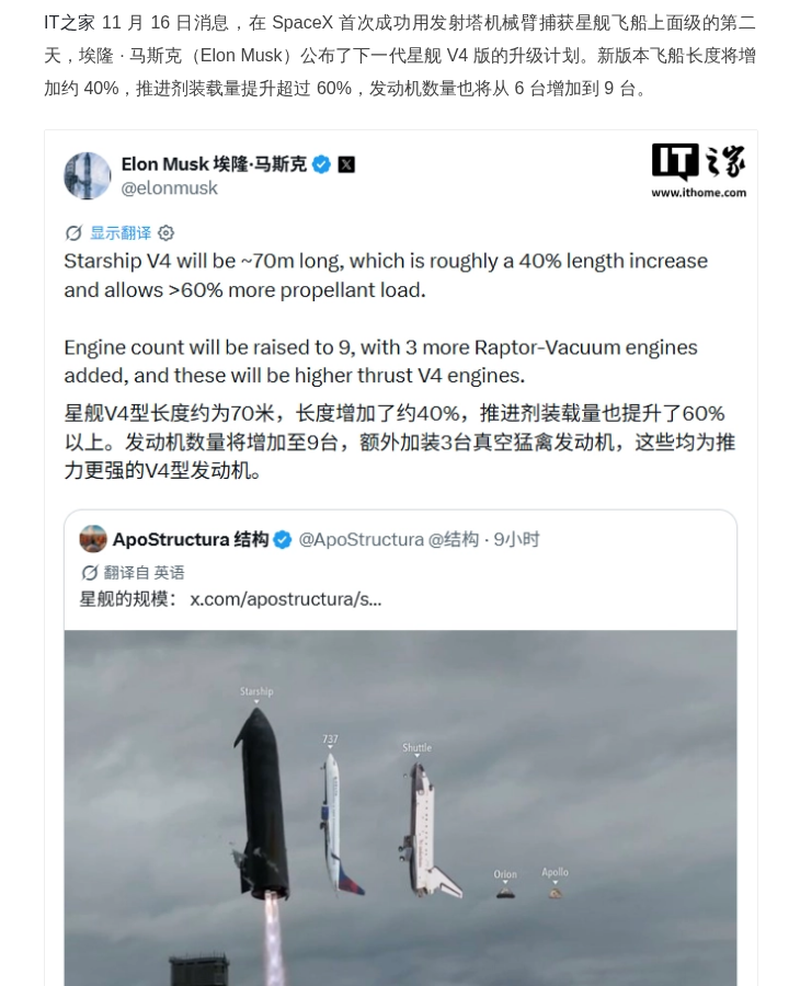 IT之家 11 月 16 日消息，在 SpaceX 首次成功用发射塔机械臂捕获星舰飞船上面级的第二
天，埃隆 · 马斯克（Elon Musk）公布了下一代星舰 V4 版的升级计划。新版本飞船长度将增
加约 40%，推进剂装载量提升超过 60%，发动机数量也将从 6 台增加到 9 台。
Elon Musk 埃隆·马斯克
@elonmusk
IT之家
www.ithome.com
显示翻译
Starship V4 will be ~70m long, which is roughly a 40% length increase
and allows >60% more propellant load.
Engine count will be raised to 9, with 3 more Raptor-Vacuum engines
added, and these will be higher thrust V4 engines.
星舰V4型长度约为70米，长度增加了约40%，推进剂装载量也提升了60%
以上。发动机数量将增加至9台，额外加装3台真空猛禽发动机，这些均为推
力更强的V4型发动机。
ApoStructura 结构 @ApoStructura @结构 · 9小时
翻译自 英语
星舰的规模： x.com/apostructura/s...
Starship
737
Shuttle
Orion
Apollo